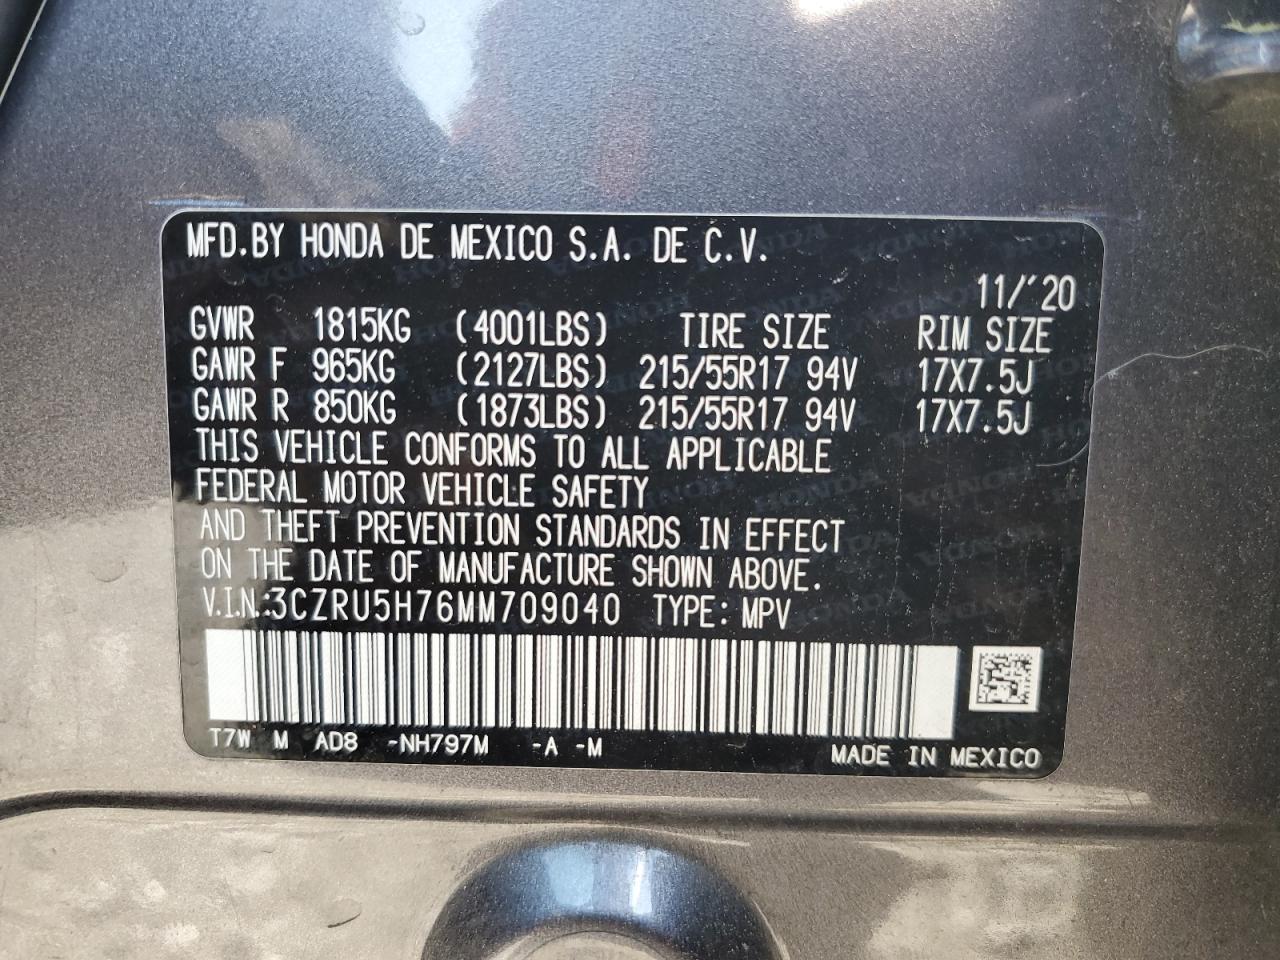 MFD.BY HONDA DE MEXICO S.A. DE C.V.
11/'20
GVWR 1815KG (4001LBS) TIRE SIZE RIM SIZE
GAWR F 965KG (2127LBS) 215/55R17 94V 17X7.5J
GAWR R 850KG (1873LBS) 215/55R17 94V 17X7.5J
THIS VEHICLE CONFORMS TO ALL APPLICABLE
FEDERAL MOTOR VEHICLE SAFETY
AND THEFT PREVENTION STANDARDS IN EFFECT
ON THE DATE OF MANUFACTURE SHOWN ABOVE.
V.I.N.:3CZRU5H76MM709040 TYPE: MPV
T7W M AD8 -NH797M -A -M MADE IN MEXICO